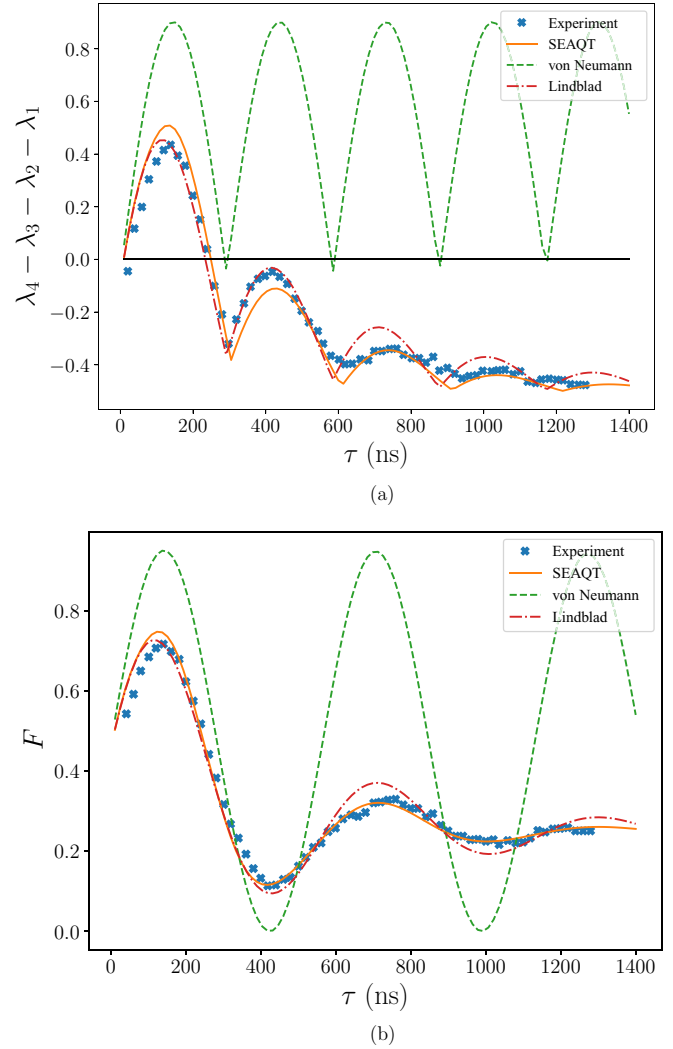 Experiment
SEAQT
von Neumann
Lindblad
λ4 − λ3 − λ2 − λ1
0.8
0.6
0.4
0.2
0.0
−0.2
−0.4
0 200 400 600 800 1000 1200 1400
τ (ns)
(a)
Experiment
SEAQT
von Neumann
Lindblad
F
0.8
0.6
0.4
0.2
0.0
0 200 400 600 800 1000 1200 1400
τ (ns)
(b)